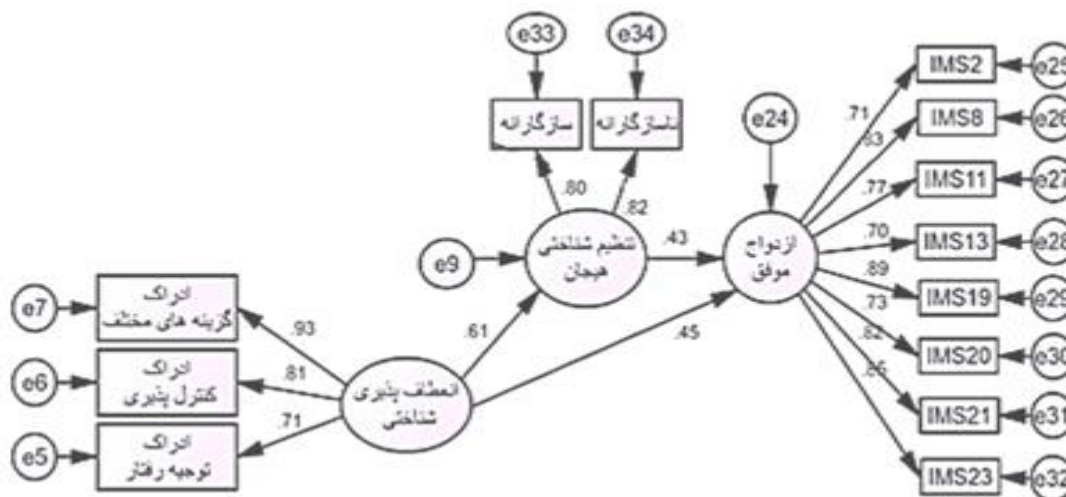 e33
e34
سازگارانه
ناسازگارانه
e24
IMS2
e25
IMS8
e26
IMS11
e27
IMS13
e28
IMS19
e29
IMS20
e30
IMS21
e31
IMS23
e32
.71
.83
.77
.70
.89
.73
.82
.86
.80
.82
تنظیم شناختی
هیجان
e9
.43
ازدواج
موفق
.61
.45
e7
ادراک
گزینه های مختلف
.93
e6
ادراک
کنترل پذیری
.81
e5
ادراک
توجیه رفتار
.71
انعطاف پذیری
شناختی